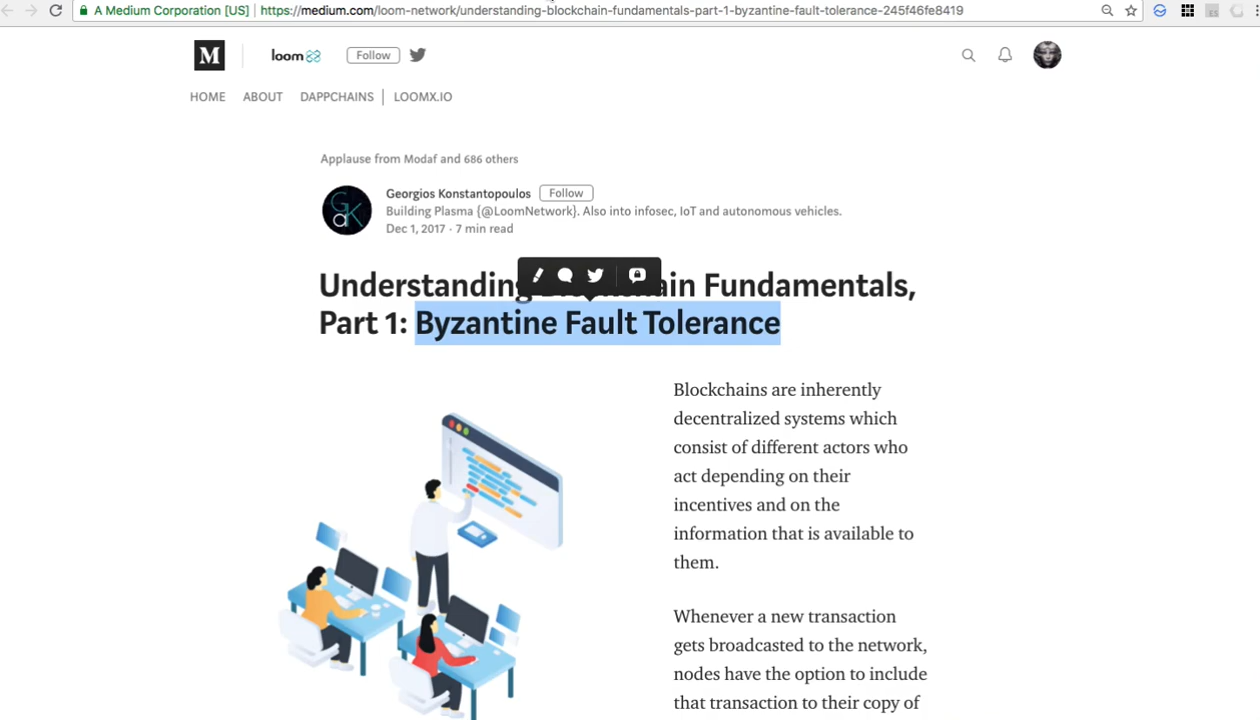 A Medium Corporation [US] https://medium.com/loom-network/understanding-blockchain-fundamentals-part-1-byzantine-fault-tolerance-245f46fe8419
M loom Follow
HOME ABOUT DAPPCHAINS LOOMX.IO
Applause from Modaf and 686 others
Georgios Konstantopoulos Follow
Building Plasma {@LoomNetwork}. Also into infosec, IoT and autonomous vehicles.
Dec 1, 2017 · 7 min read
Understanding Blockchain Fundamentals,
Part 1: Byzantine Fault Tolerance
Blockchains are inherently
decentralized systems which
consist of different actors who
act depending on their
incentives and on the
information that is available to
them.
Whenever a new transaction
gets broadcasted to the network,
nodes have the option to include
that transaction to their copy of